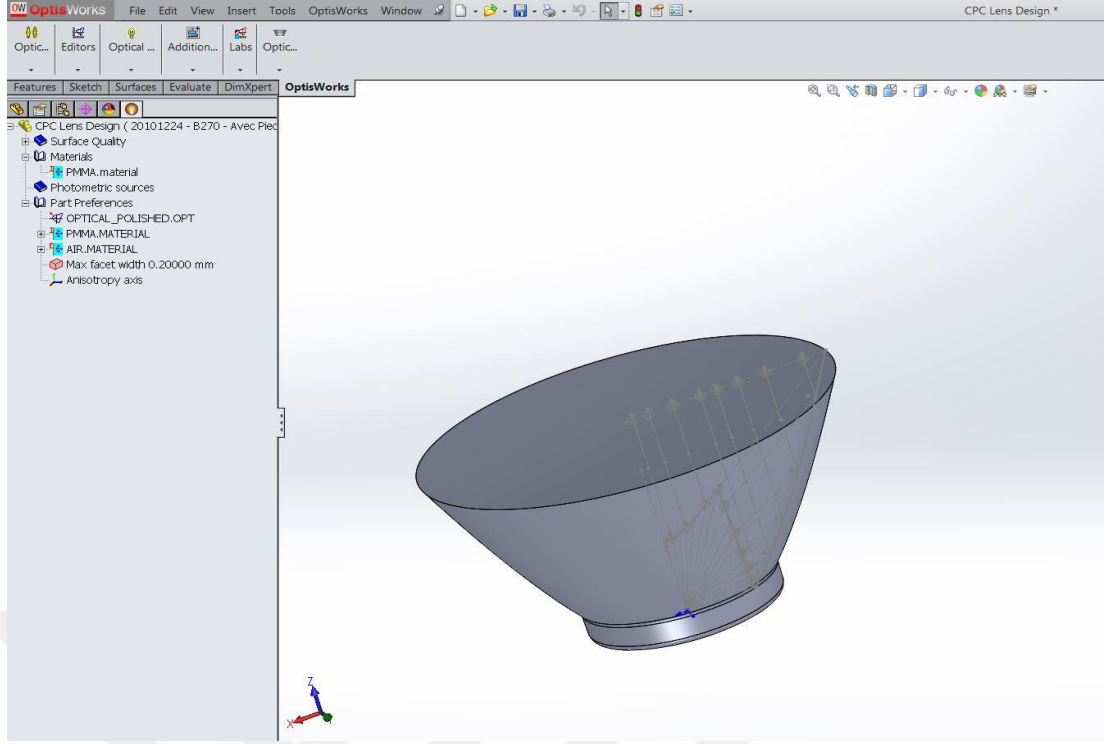 OW OptisWorks File Edit View Insert Tools OptisWorks Window CPC Lens Design *
Optic... Editors Optical ... Addition... Labs Optic...
Features Sketch Surfaces Evaluate DimXpert OptisWorks
CPC Lens Design ( 20101224 - B270 - Avec Pied
Surface Quality
Materials
PMMA.material
Photometric sources
Part Preferences
OPTICAL_POLISHED.OPT
PMMA.MATERIAL
AIR.MATERIAL
Max facet width 0.20000 mm
Anisotropy axis
Z
X